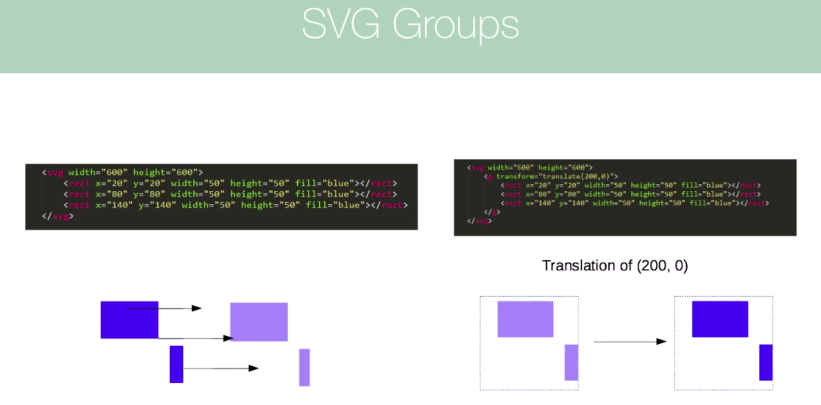 SVG Groups
<svg width="600" height="600">
<rect x="20" y="20" width="50" height="50" fill="blue"></rect>
<rect x="80" y="80" width="50" height="50" fill="blue"></rect>
<rect x="140" y="140" width="50" height="50" fill="blue"></rect>
</svg>
<svg width="600" height="600">
<g transform="translate(200,0)">
<rect x="20" y="20" width="50" height="50" fill="blue"></rect>
<rect x="80" y="80" width="50" height="50" fill="blue"></rect>
<rect x="140" y="140" width="50" height="50" fill="blue"></rect>
</g>
</svg>
Translation of (200, 0)